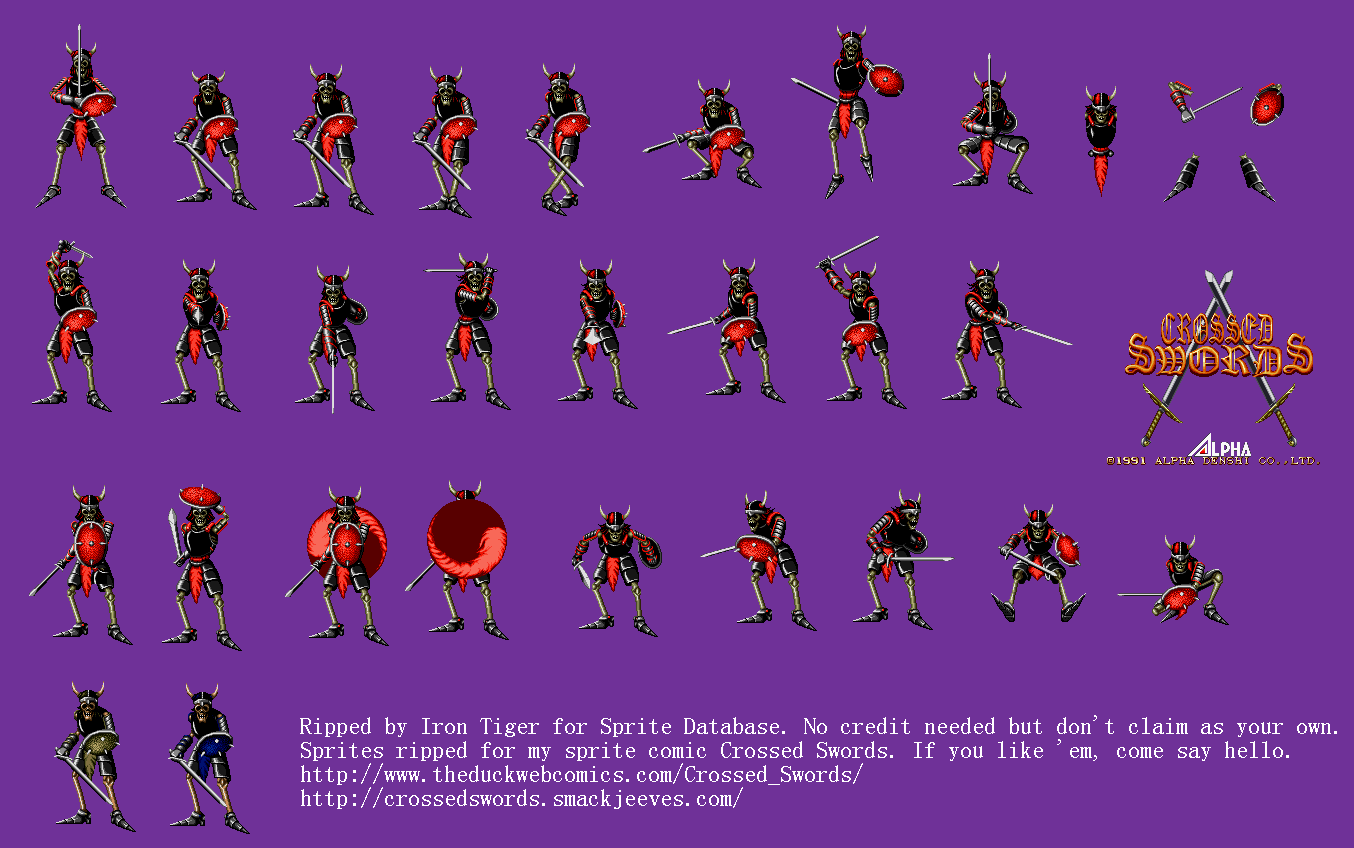 CROSSED
SWORDS
ALPHA
©1991 ALPHA DENSHI CO.,LTD.
Ripped by Iron Tiger for Sprite Database. No credit needed but don't claim as your own.
Sprites ripped for my sprite comic Crossed Swords. If you like 'em, come say hello.
http://www.theduckwebcomics.com/Crossed_Swords/
http://crossedswords.smackjeeves.com/